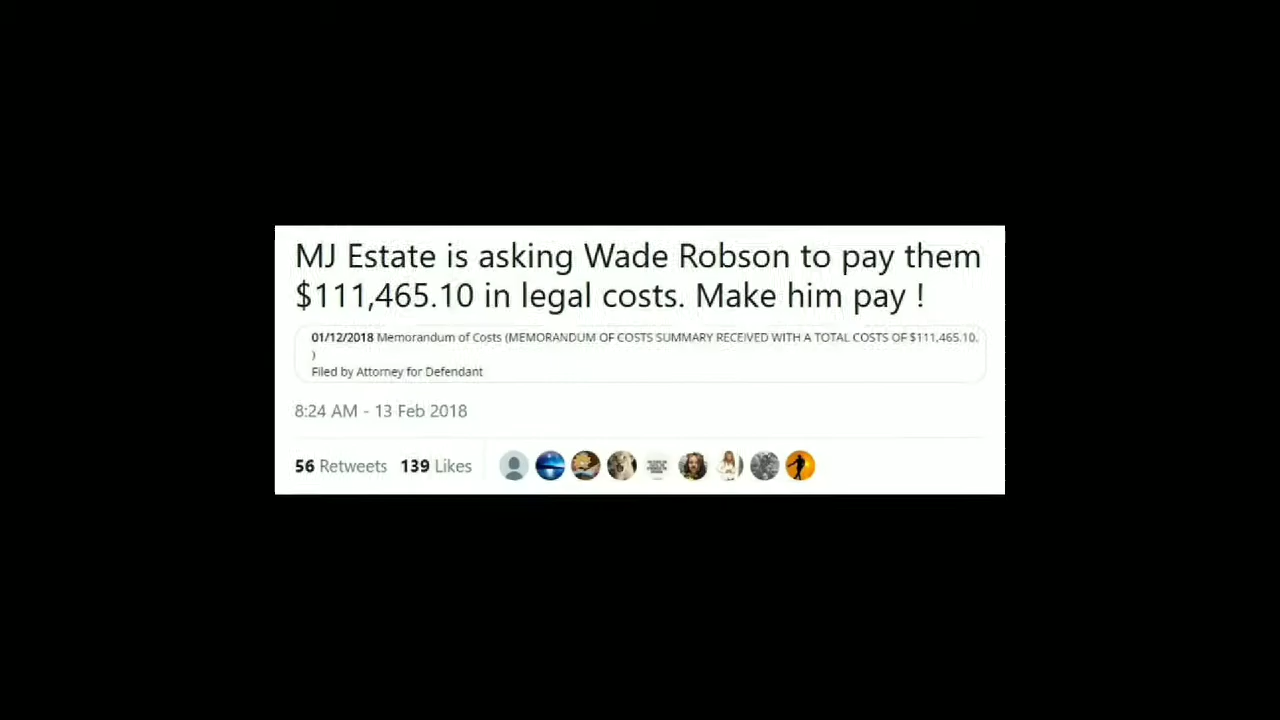 MJ Estate is asking Wade Robson to pay them
$111,465.10 in legal costs. Make him pay !
01/12/2018 Memorandum of Costs (MEMORANDUM OF COSTS SUMMARY RECEIVED WITH A TOTAL COSTS OF $111,465.10.
)
Filed by Attorney for Defendant
8:24 AM - 13 Feb 2018
56 Retweets 139 Likes